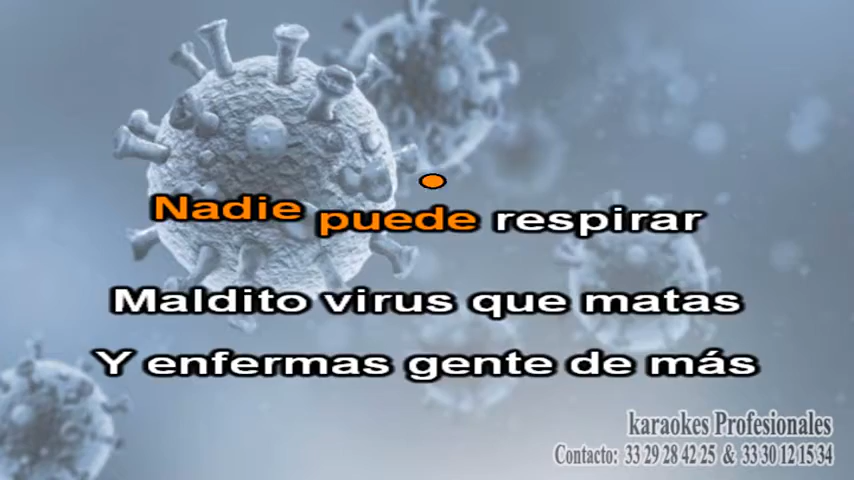 Nadie puede respirar
Maldito virus que matas
Y enfermas gente de más
karaokes Profesionales
Contacto: 33 29 28 42 25 & 33 30 12 15 34